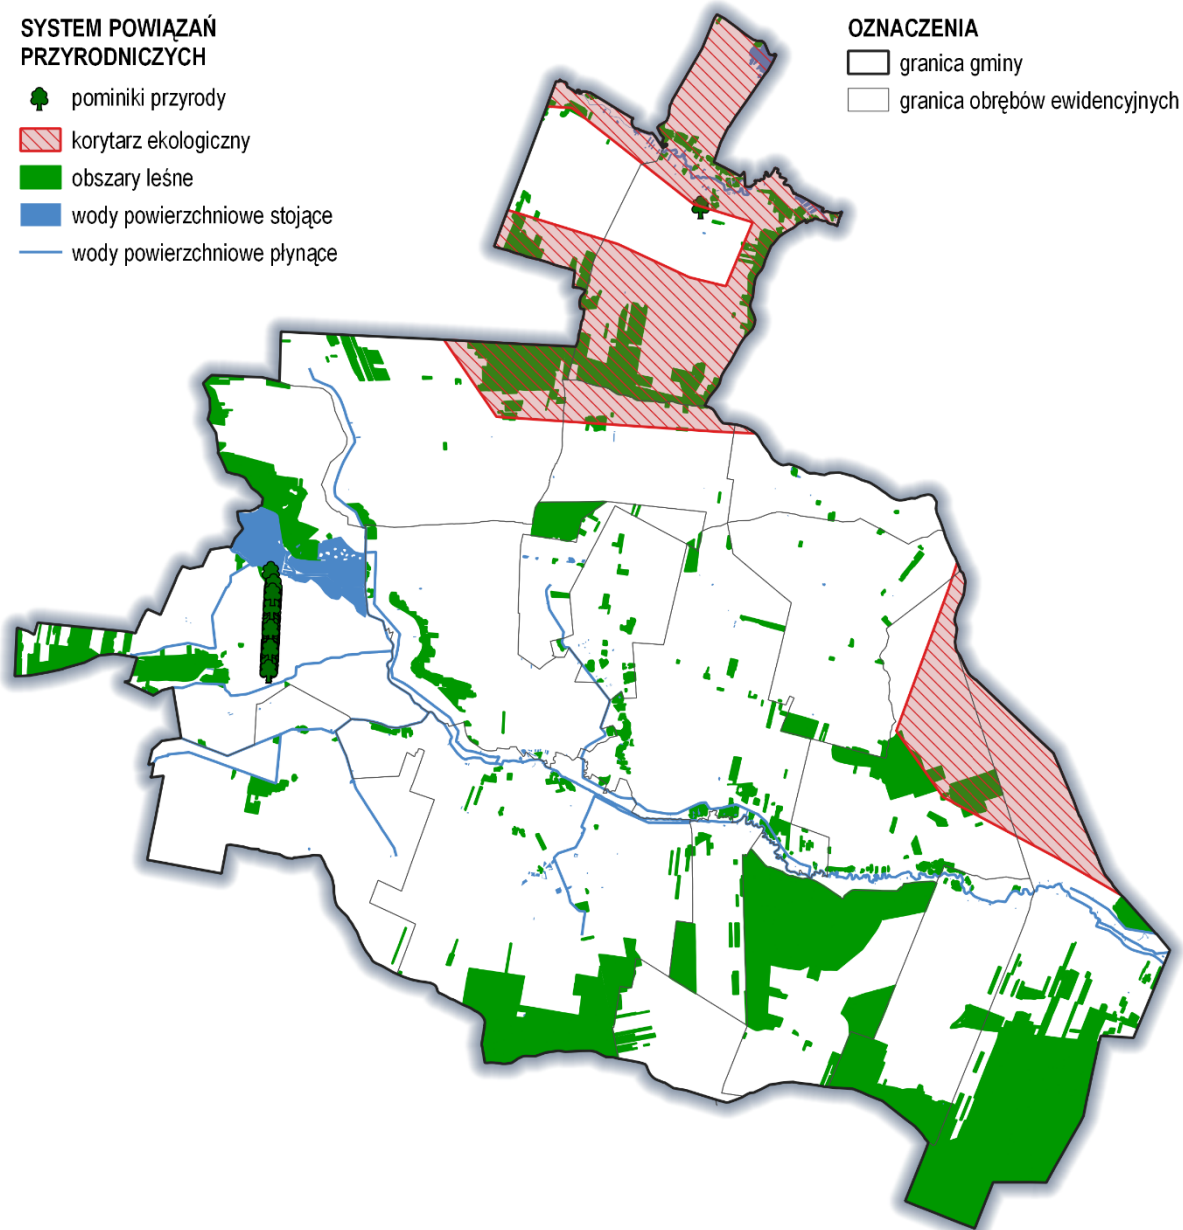 SYSTEM POWIĄZAŃ
PRZYRODNICZYCH
pominiki przyrody
korytarz ekologiczny
obszary leśne
wody powierzchniowe stojące
wody powierzchniowe płynące
OZNACZENIA
granica gminy
granica obrębów ewidencyjnych